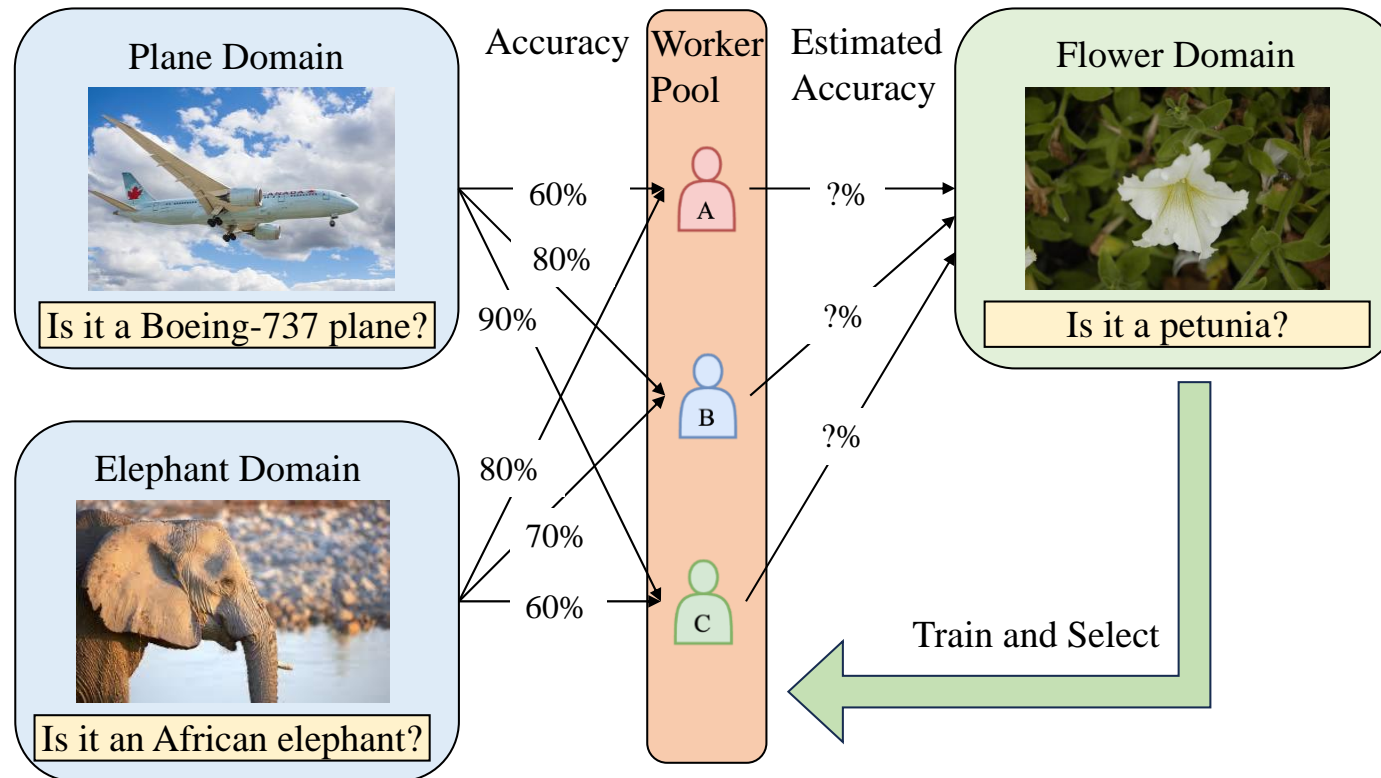 Plane Domain
Is it a Boeing-737 plane?
Elephant Domain
Is it an African elephant?
Accuracy
60%
80%
90%
80%
70%
60%
Worker
Pool
A
B
C
Estimated
Accuracy
?%
?%
?%
Flower Domain
Is it a petunia?
Train and Select